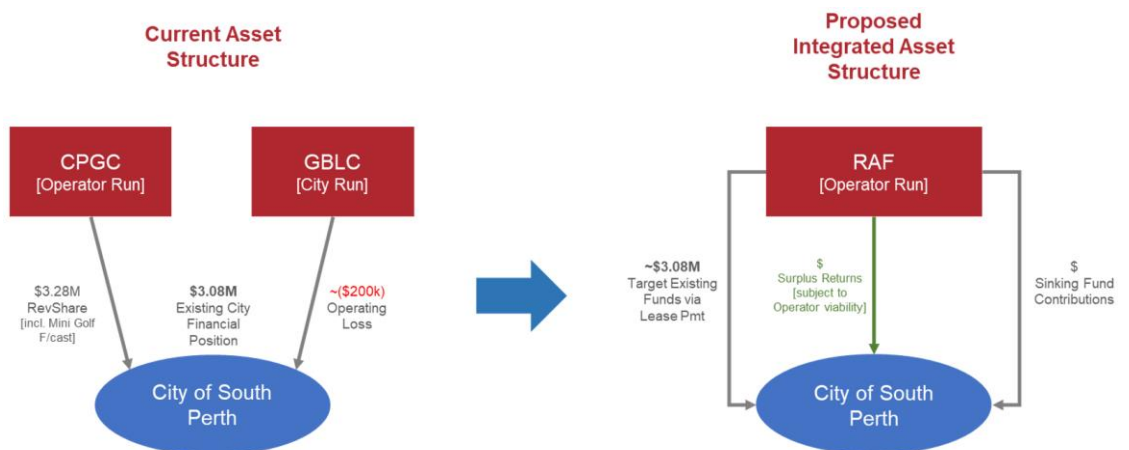 Current Asset
Structure
CPGC
[Operator Run]
GBLC
[City Run]
$3.28M
RevShare
[incl. Mini Golf
F/cast]
$3.08M
Existing City
Financial
Position
~($200k)
Operating
Loss
City of South
Perth
Proposed
Integrated Asset
Structure
RAF
[Operator Run]
~$3.08M
Target Existing
Funds via
Lease Pmt
$
Surplus Returns
[subject to
Operator viability]
$
Sinking Fund
Contributions
City of South
Perth